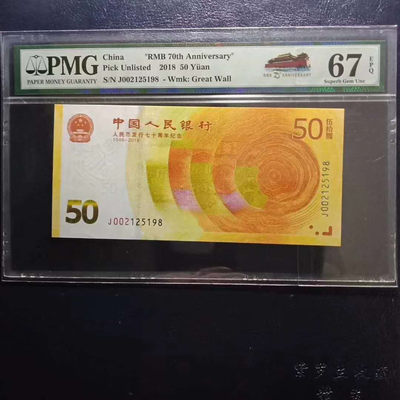 PMG
PAPER MONEY GUARANTY
China "RMB 70th Anniversary"
Pick Unlisted 2018 50 Yüan
S/N J002125198 - Wmk: Great Wall
67 EPQ
Superb Gem Unc
中国人民银行
人民币发行七十周年纪念
1948-2018
50 伍拾圆
50
J002125198
J002125198